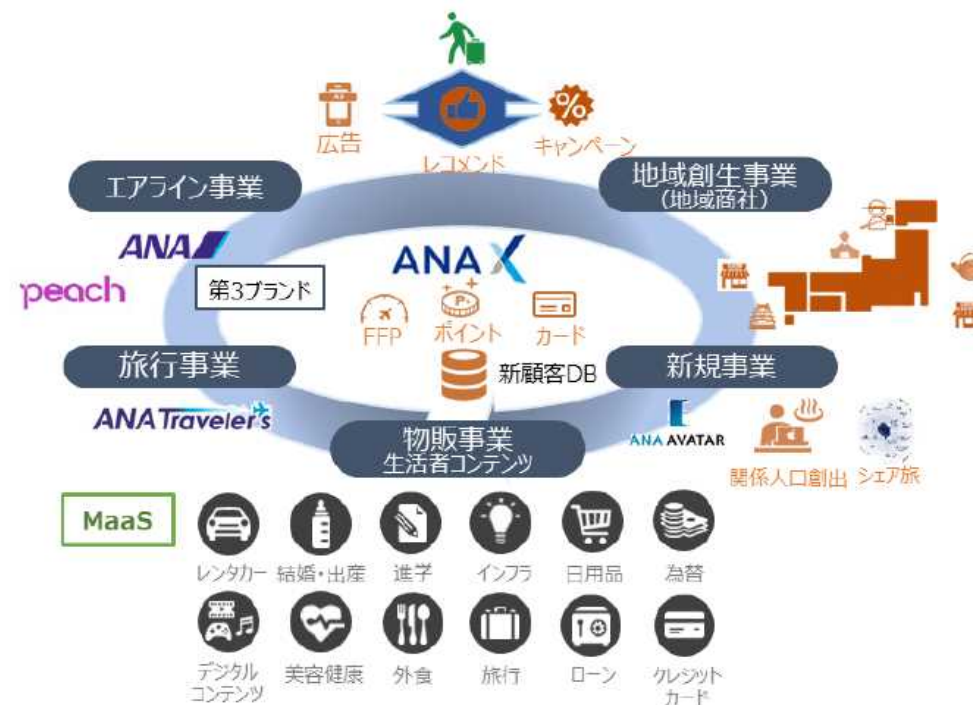 広告
レコメンド
キャンペーン
エアライン事業
地域創生事業
(地域商社)
ANA
peach
第3ブランド
ANA X
FFP
ポイント
カード
新顧客DB
旅行事業
ANA Traveler's
新規事業
ANA AVATAR
関係人口創出
シェア旅
物販事業
生活者コンテンツ
MaaS
レンタカー
結婚・出産
進学
インフラ
日用品
為替
デジタル
コンテンツ
美容健康
外食
旅行
ローン
クレジット
カード